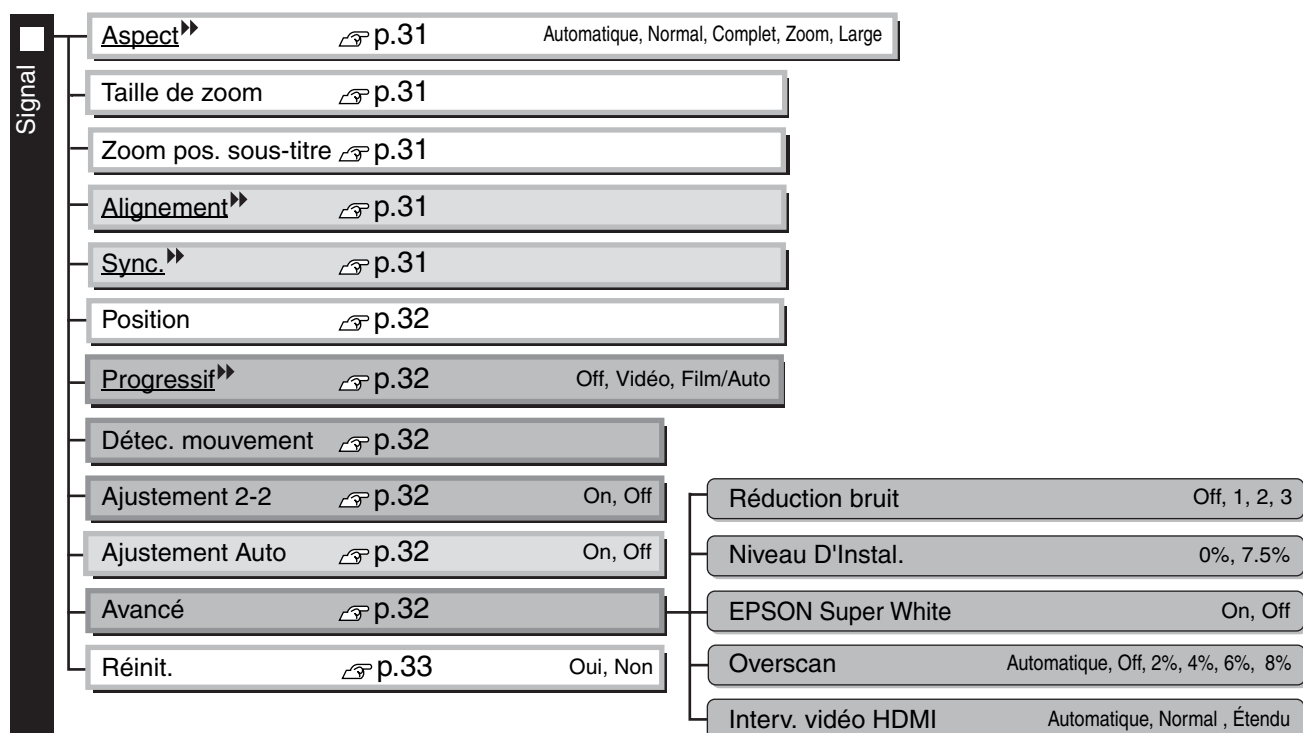 Signal
Aspect p.31 Automatique, Normal, Complet, Zoom, Large
Taille de zoom p.31
Zoom pos. sous-titre p.31
Alignement p.31
Sync. p.31
Position p.32
Progressif p.32 Off, Vidéo, Film/Auto
Détec. mouvement p.32
Ajustement 2-2 p.32 On, Off
Ajustement Auto p.32 On, Off
Avancé p.32
Réinit. p.33 Oui, Non
Réduction bruit Off, 1, 2, 3
Niveau D'Instal. 0%, 7.5%
EPSON Super White On, Off
Overscan Automatique, Off, 2%, 4%, 6%, 8%
Interv. vidéo HDMI Automatique, Normal , Étendu